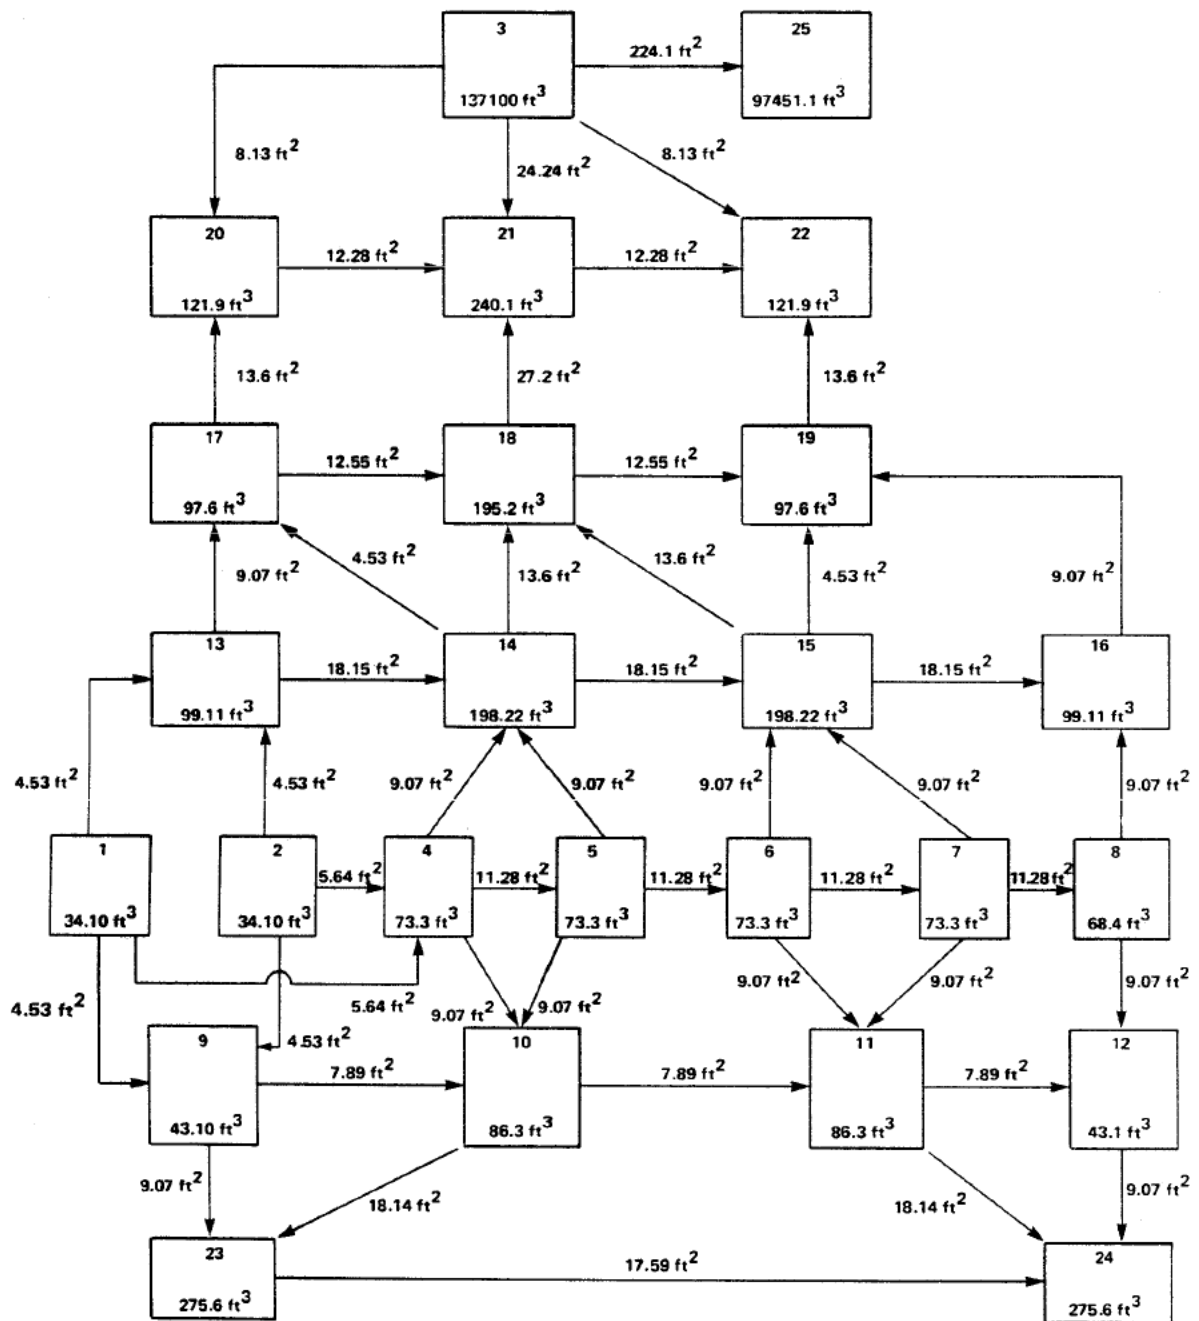 3
25
224.1 ft²
137100 ft³
97451.1 ft³
8.13 ft²
24.24 ft²
8.13 ft²
20
21
22
12.28 ft²
12.28 ft²
121.9 ft³
240.1 ft³
121.9 ft³
13.6 ft²
27.2 ft²
13.6 ft²
17
18
19
12.55 ft²
12.55 ft²
97.6 ft³
195.2 ft³
97.6 ft³
9.07 ft²
4.53 ft²
13.6 ft²
13.6 ft²
4.53 ft²
9.07 ft²
13
14
15
16
18.15 ft²
18.15 ft²
18.15 ft²
99.11 ft³
198.22 ft³
198.22 ft³
99.11 ft³
4.53 ft²
4.53 ft²
9.07 ft²
9.07 ft²
9.07 ft²
9.07 ft²
9.07 ft²
1
2
4
5
6
7
8
5.64 ft²
11.28 ft²
11.28 ft²
11.28 ft²
11.28 ft²
34.10 ft³
34.10 ft³
73.3 ft³
73.3 ft³
73.3 ft³
73.3 ft³
68.4 ft³
4.53 ft²
5.64 ft²
9.07 ft²
9.07 ft²
9.07 ft²
9.07 ft²
9.07 ft²
9
4.53 ft²
10
11
12
7.89 ft²
7.89 ft²
7.89 ft²
43.10 ft³
86.3 ft³
86.3 ft³
43.1 ft³
9.07 ft²
18.14 ft²
18.14 ft²
9.07 ft²
23
24
17.59 ft²
275.6 ft³
275.6 ft³